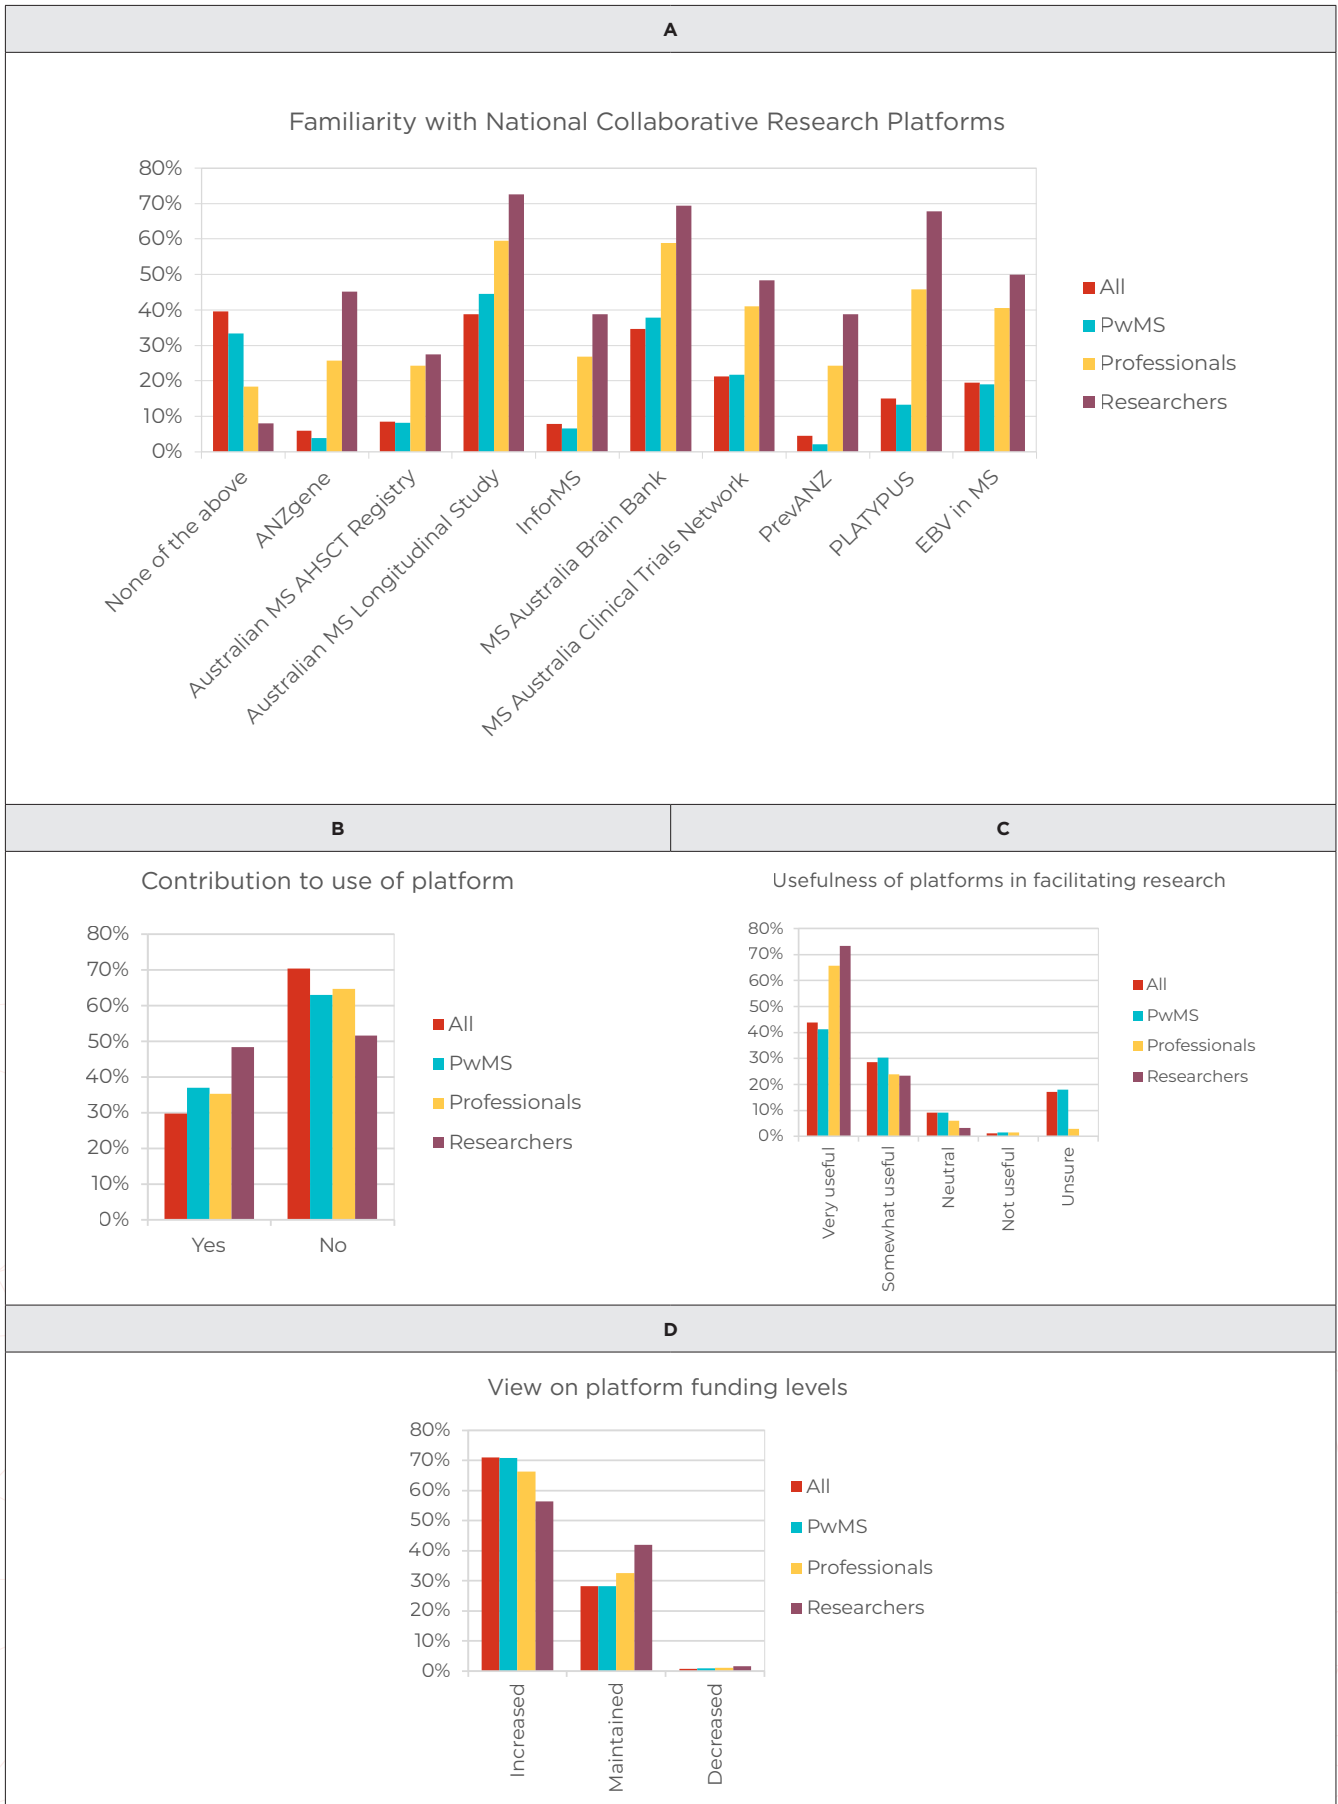 A
Familiarity with National Collaborative Research Platforms
80%
70%
60%
50%
40%
30%
20%
10%
0%
None of the above
ANZgene
Australian MS AHSCT Registry
Australian MS Longitudinal Study
InforMS
MS Australia Brain Bank
MS Australia Clinical Trials Network
PrevANZ
PLATYPUS
EBV in MS
All
PwMS
Professionals
Researchers
B
Contribution to use of platform
80%
70%
60%
50%
40%
30%
20%
10%
0%
Yes
No
All
PwMS
Professionals
Researchers
C
Usefulness of platforms in facilitating research
80%
70%
60%
50%
40%
30%
20%
10%
0%
Very useful
Somewhat useful
Neutral
Not useful
Unsure
All
PwMS
Professionals
Researchers
D
View on platform funding levels
80%
70%
60%
50%
40%
30%
20%
10%
0%
Increased
Maintained
Decreased
All
PwMS
Professionals
Researchers